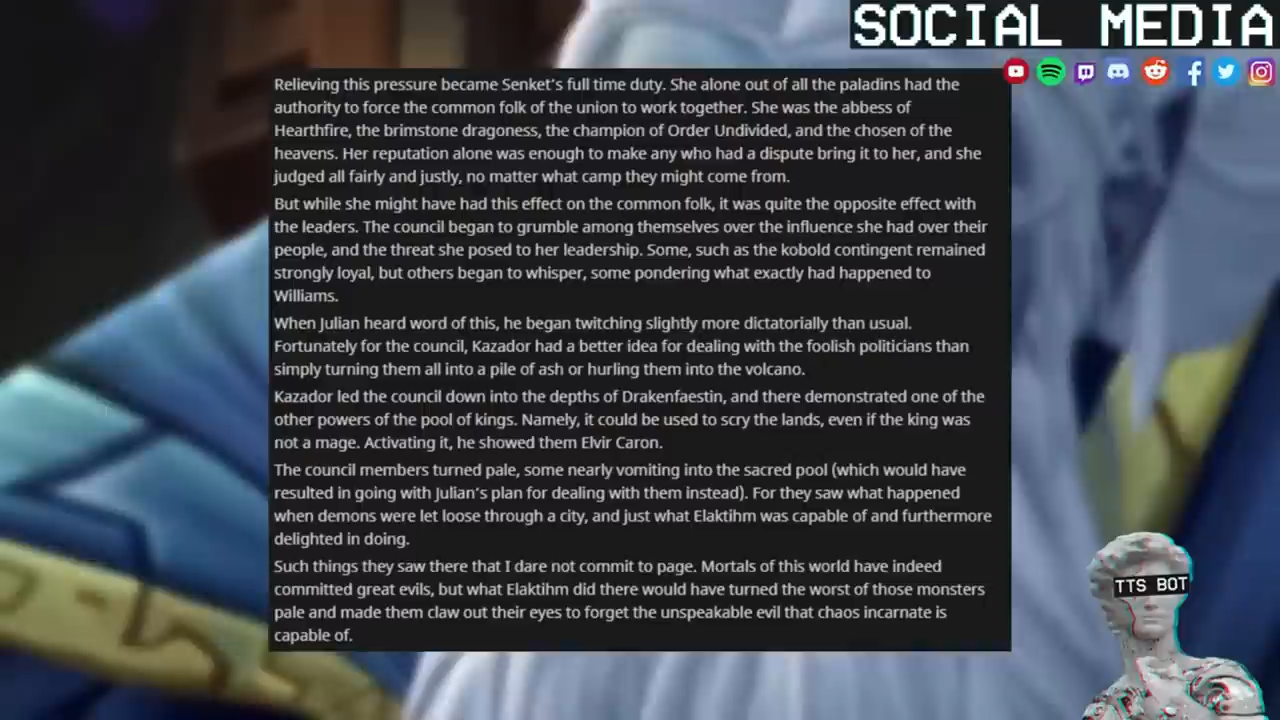 SOCIAL MEDIA
Relieving this pressure became Senket's full time duty. She alone out of all the paladins had the
authority to force the common folk of the union to work together. She was the abbess of
Hearthfire, the brimstone dragoness, the champion of Order Undivided, and the chosen of the
heavens. Her reputation alone was enough to make any who had a dispute bring it to her, and she
judged all fairly and justly, no matter what camp they might come from.
But while she might have had this effect on the common folk, it was quite the opposite effect with
the leaders. The council began to grumble among themselves over the influence she had over their
people, and the threat she posed to her leadership. Some, such as the kobold contingent remained
strongly loyal, but others began to whisper, some pondering what exactly had happened to
Williams.
When Julian heard word of this, he began twitching slightly more dictatorially than usual.
Fortunately for the council, Kazador had a better idea for dealing with the foolish politicians than
simply turning them all into a pile of ash or hurling them into the volcano.
Kazador led the council down into the depths of Drakenfaestin, and there demonstrated one of the
other powers of the pool of kings. Namely, it could be used to scry the lands, even if the king was
not a mage. Activating it, he showed them Elvir Caron.
The council members turned pale, some nearly vomiting into the sacred pool (which would have
resulted in going with Julian's plan for dealing with them instead). For they saw what happened
when demons were let loose through a city, and just what Elaktihm was capable of and furthermore
delighted in doing.
Such things they saw there that I dare not commit to page. Mortals of this world have indeed
committed great evils, but what Elaktihm did there would have turned the worst of those monsters
pale and made them claw out their eyes to forget the unspeakable evil that chaos incarnate is
capable of.
TTS BOT